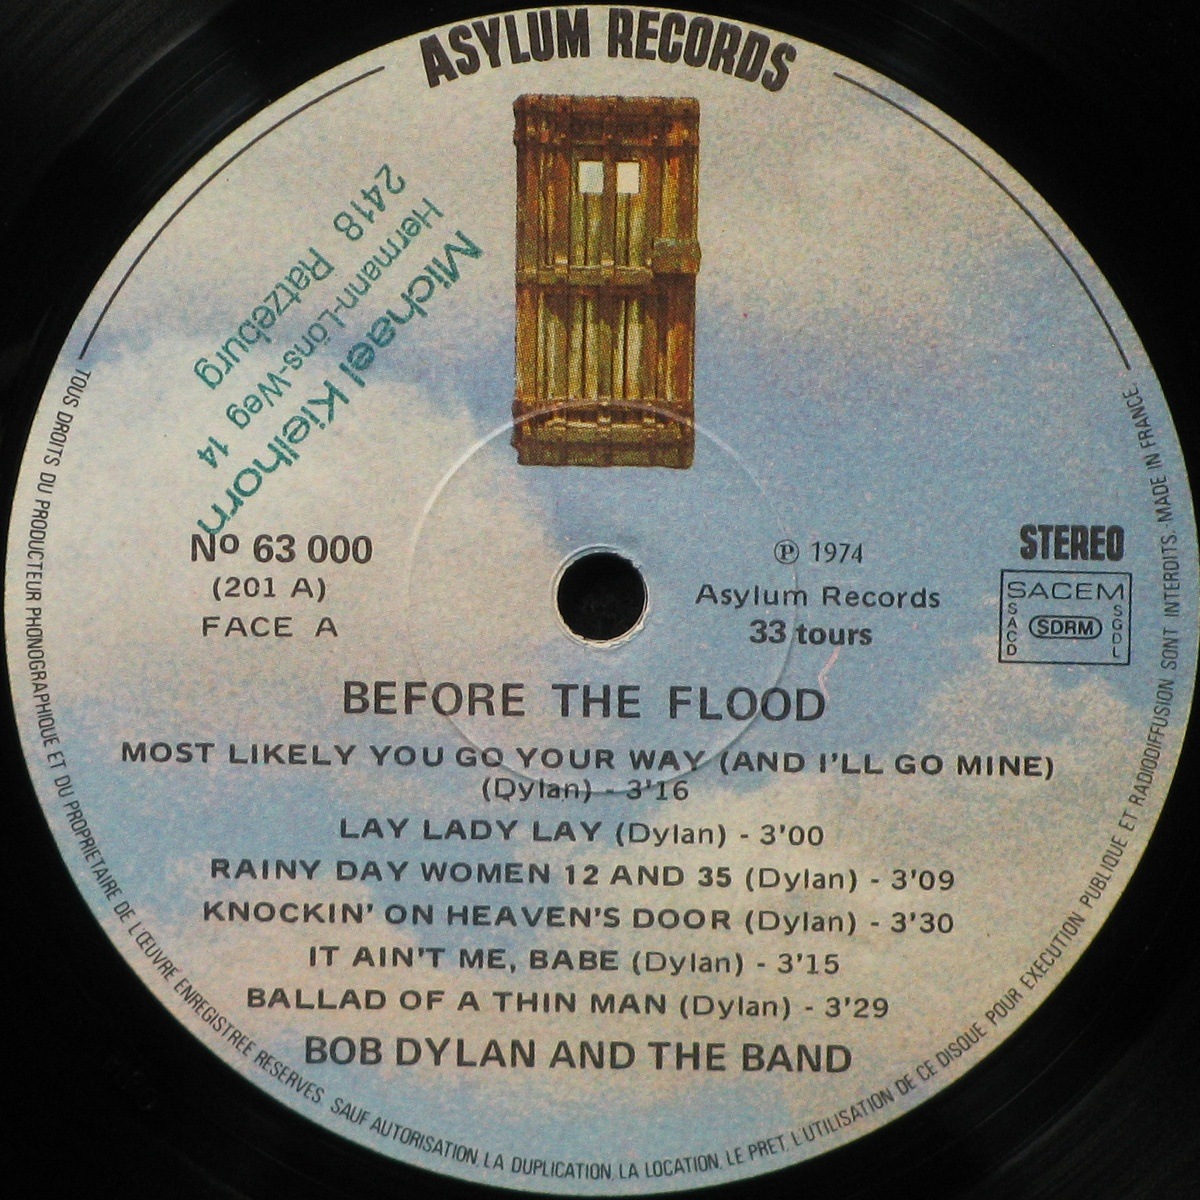 ASYLUM RECORDS
Michael Kielhorn
Hermann-Löns-Weg 14
2418 Ratzeburg
Nº 63 000
(201 A)
FACE A
℗ 1974
Asylum Records
33 tours
STEREO
SACEM
SACD
SDRM
SGDL
BEFORE THE FLOOD
MOST LIKELY YOU GO YOUR WAY (AND I'LL GO MINE)
(Dylan) - 3'16
LAY LADY LAY (Dylan) - 3'00
RAINY DAY WOMEN 12 AND 35 (Dylan) - 3'09
KNOCKIN' ON HEAVEN'S DOOR (Dylan) - 3'30
IT AIN'T ME, BABE (Dylan) - 3'15
BALLAD OF A THIN MAN (Dylan) - 3'29
BOB DYLAN AND THE BAND
TOUS DROITS DU PRODUCTEUR PHONOGRAPHIQUE ET DU PROPRIETAIRE DE L'ŒUVRE ENREGISTREE RESERVES. SAUF AUTORISATION, LA DUPLICATION, LA LOCATION, LE PRET, L'UTILISATION DE CE DISQUE POUR EXECUTION PUBLIQUE ET RADIODIFFUSION SONT INTERDITS. MADE IN FRANCE